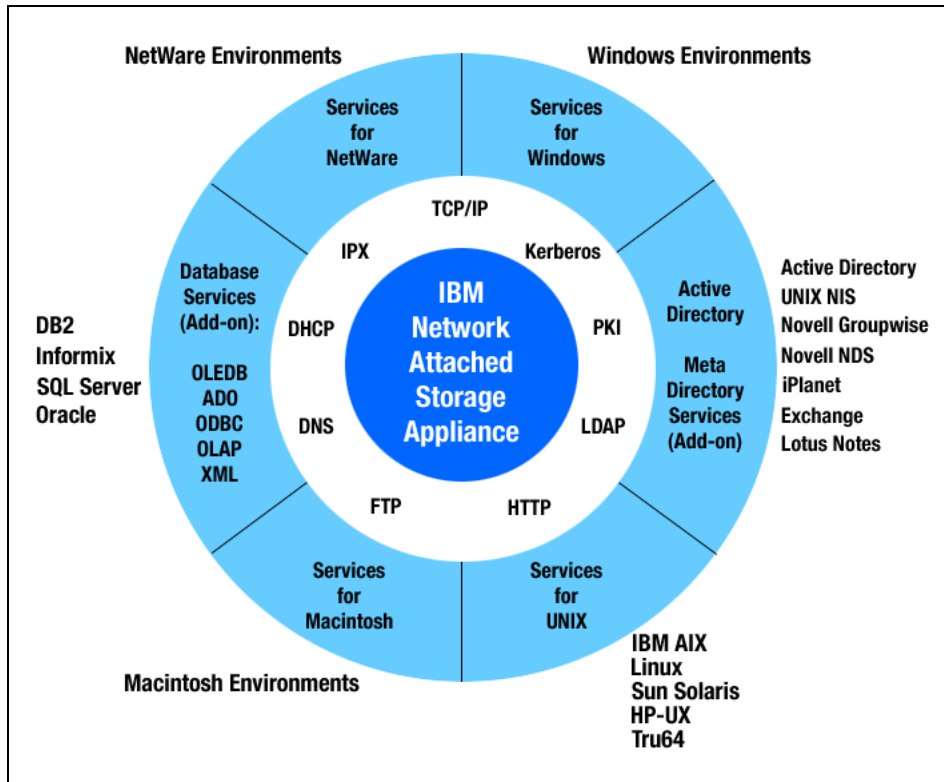 NetWare Environments
Windows Environments
Services
for
NetWare
Services
for
Windows
TCP/IP
IPX
Kerberos
DHCP
PKI
DNS
LDAP
FTP
HTTP
IBM
Network
Attached
Storage
Appliance
Database
Services
(Add-on):
OLEDB
ADO
ODBC
OLAP
XML
DB2
Informix
SQL Server
Oracle
Active
Directory
Meta
Directory
Services
(Add-on)
Active Directory
UNIX NIS
Novell Groupwise
Novell NDS
iPlanet
Exchange
Lotus Notes
Services
for
Macintosh
Services
for
UNIX
Macintosh Environments
IBM AIX
Linux
Sun Solaris
HP-UX
Tru64